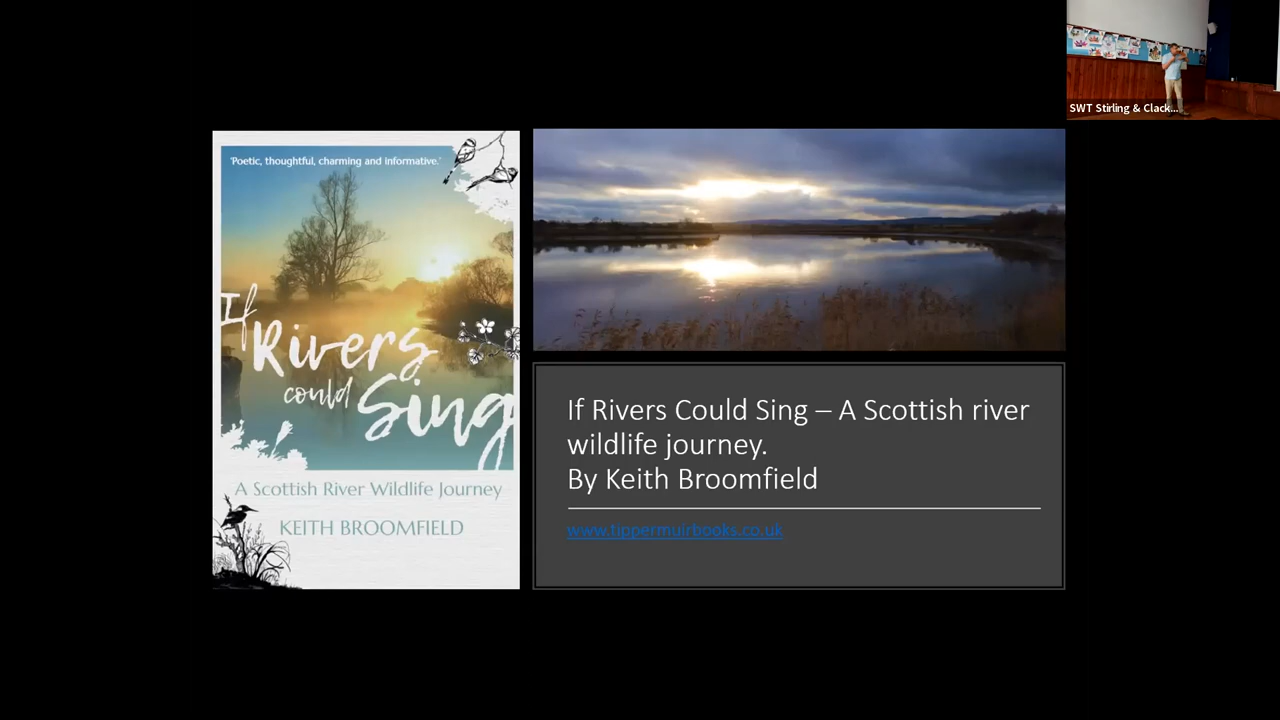 SWT Stirling & Clack...
'Poetic, thoughtful, charming and informative.'
If
Rivers
could
Sing
A Scottish River Wildlife Journey
KEITH BROOMFIELD
If Rivers Could Sing – A Scottish river
wildlife journey.
By Keith Broomfield
www.tippermuirbooks.co.uk